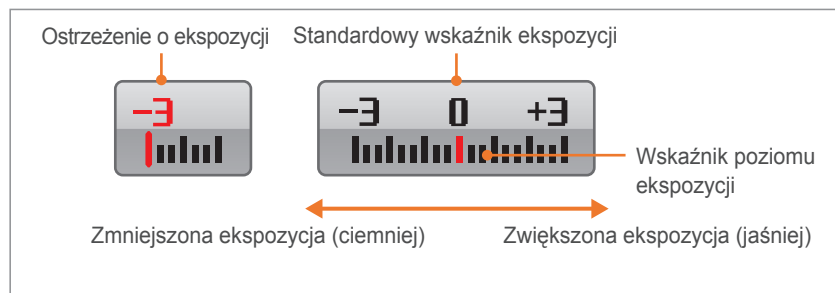 Ostrzeżenie o ekspozycji
Standardowy wskaźnik ekspozycji
-3
-3 0 +3
Wskaźnik poziomu
ekspozycji
Zmniejszona ekspozycja (ciemniej)
Zwiększona ekspozycja (jaśniej)